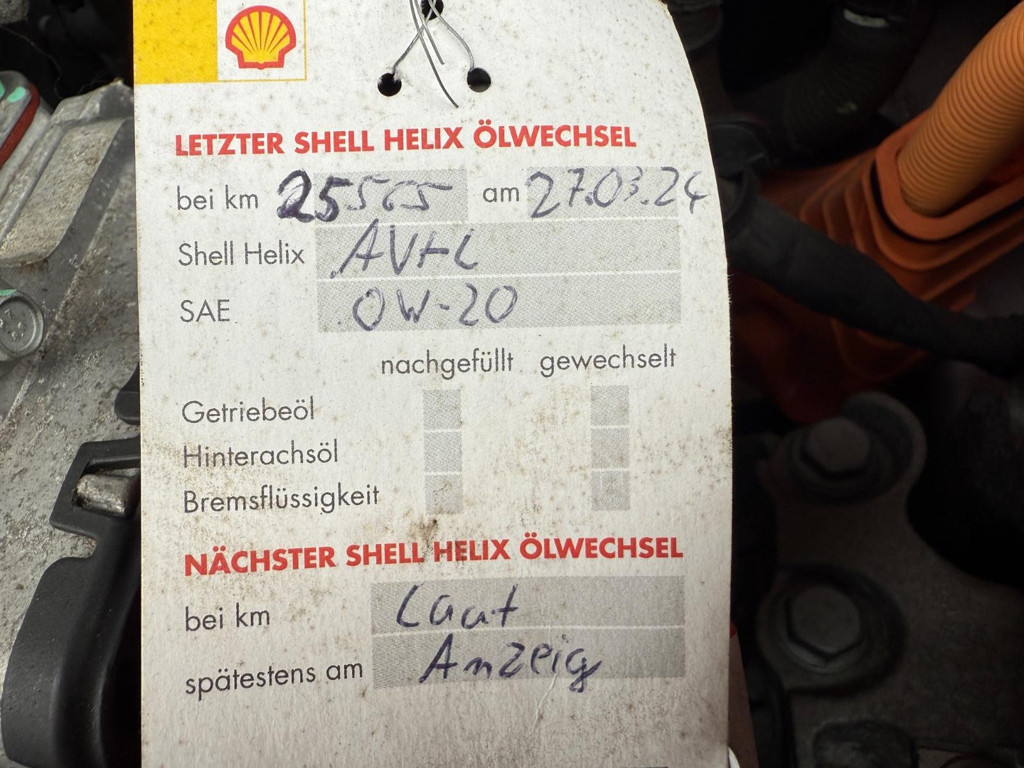 LETZTER SHELL HELIX ÖLWECHSEL
bei km 25565 am 27.03.24
Shell Helix AV+L
SAE 0W-20
nachgefüllt gewechselt
Getriebeöl
Hinterachsöl
Bremsflüssigkeit
NÄCHSTER SHELL HELIX ÖLWECHSEL
bei km Laut
spätestens am Anzeig